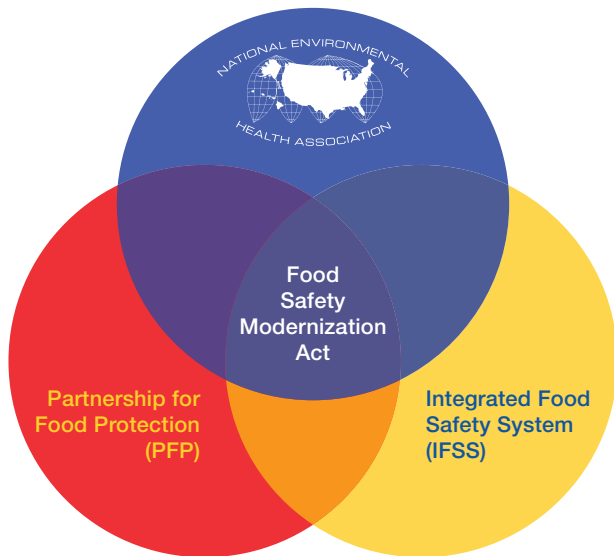 NATIONAL ENVIRONMENTAL
HEALTH ASSOCIATION
Food
Safety
Modernization
Act
Partnership for
Food Protection
(PFP)
Integrated Food
Safety System
(IFSS)